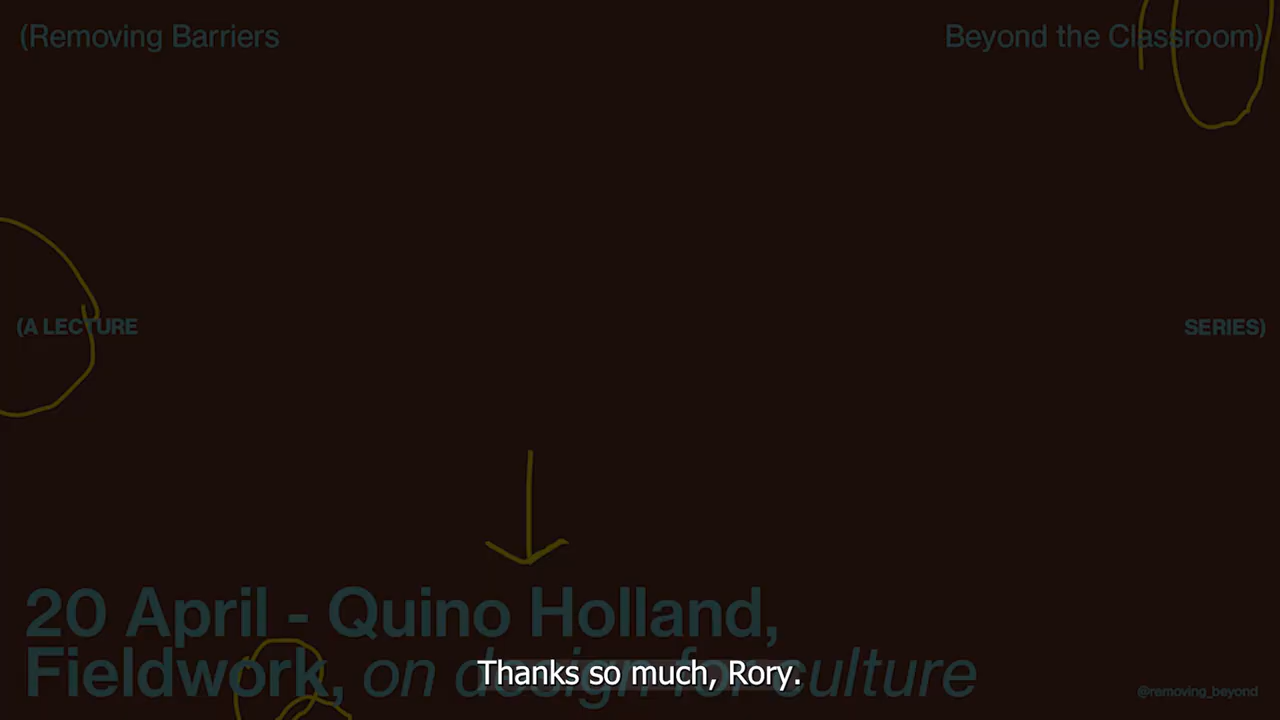 (Removing Barriers
Beyond the Classroom)
(A LECTURE
SERIES)
20 April - Quino Holland,
Fieldwork, on design for culture
Thanks so much, Rory.
@removing_beyond